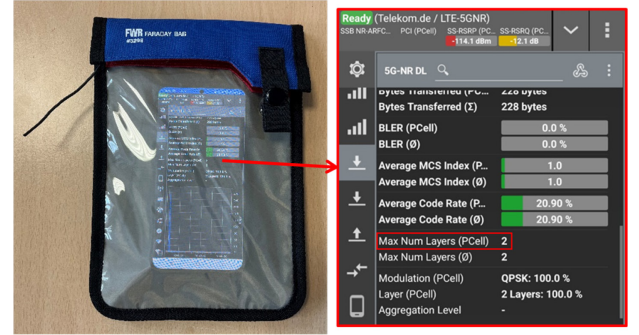 FWR FARADAY BAG
#3298
Ready (Telekom.de / LTE-5GNR)
SSB NR-ARFC... PCI (PCell) SS-RSRP (PC... SS-RSRQ (PC...
-114.1 dBm -12.1 dB
5G-NR DL
Bytes Transferred (PC... 228 bytes
Bytes Transferred (Σ) 228 bytes
BLER (PCell) 0.0 %
BLER (Ø) 0.0 %
Average MCS Index (P... 1.0
Average MCS Index (Ø) 1.0
Average Code Rate (P... 20.90 %
Average Code Rate (Ø) 20.90 %
Max Num Layers (PCell) 2
Max Num Layers (Ø) 2
Modulation (PCell) QPSK: 100.0 %
Layer (PCell) 2 Layers: 100.0 %
Aggregation Level -